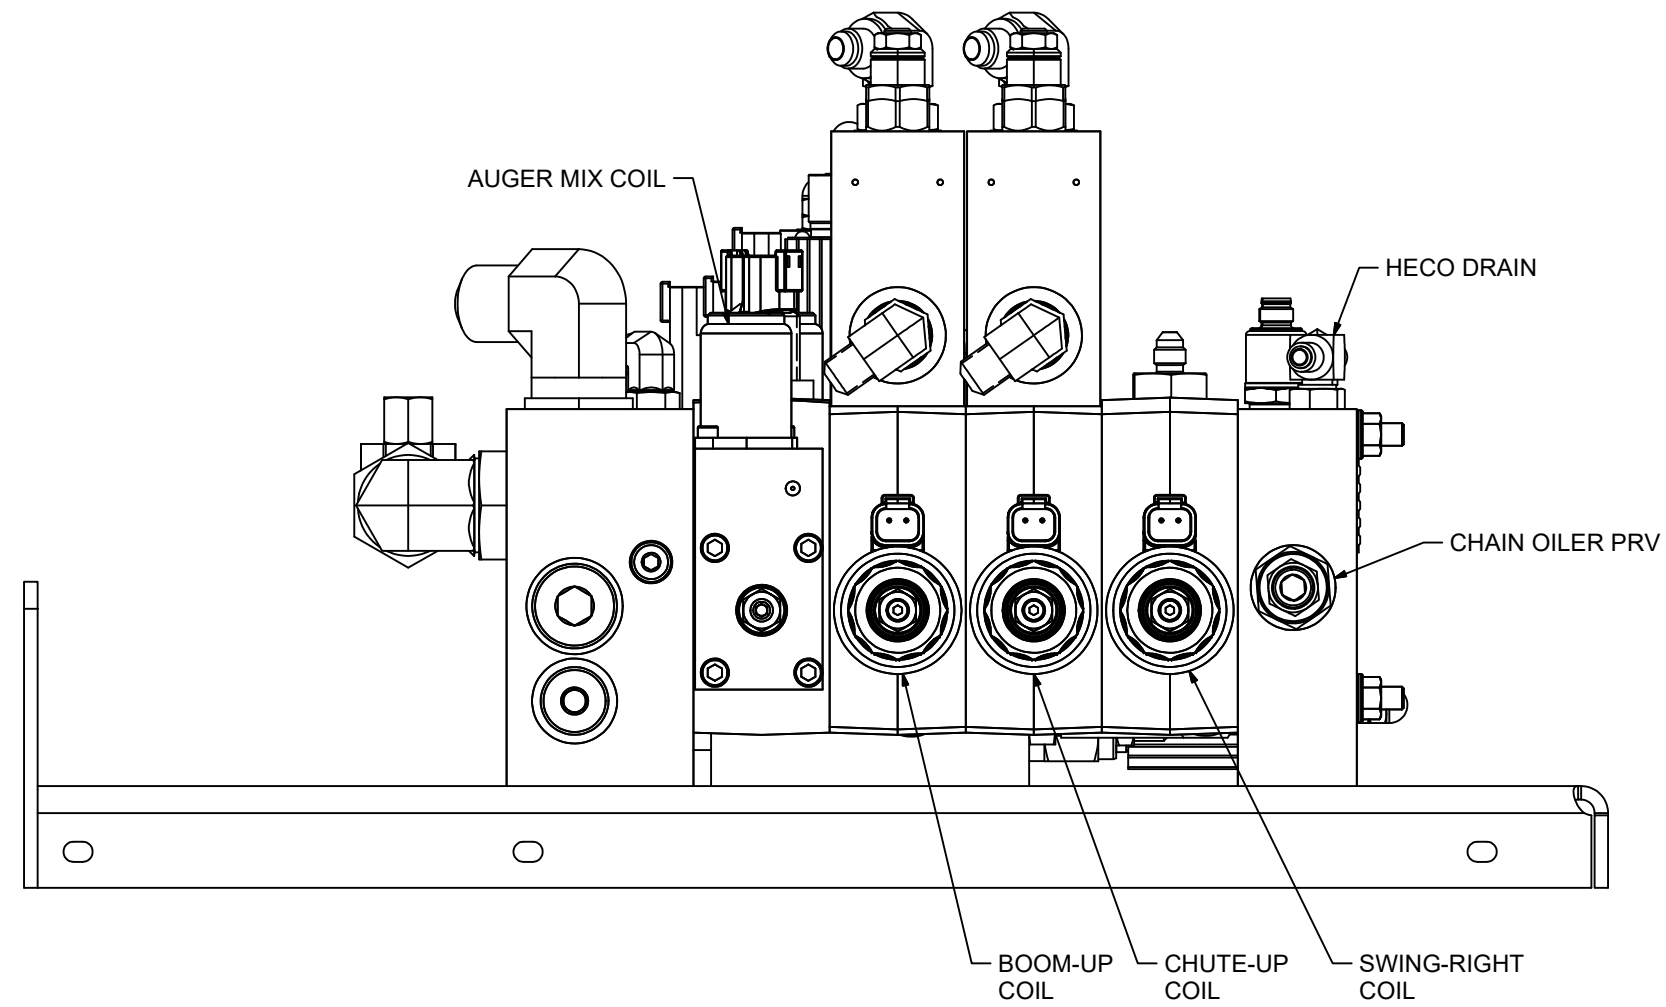 AUGER MIX COIL
HECO DRAIN
CHAIN OILER PRV
BOOM-UP
COIL
CHUTE-UP
COIL
SWING-RIGHT
COIL